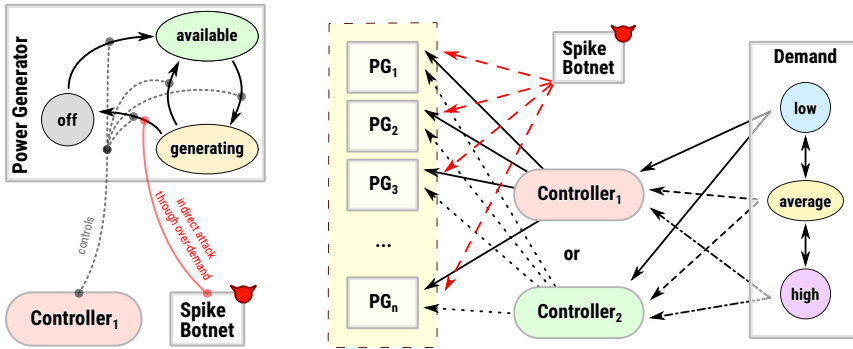 Power Generator
available
off
generating
controls
indirect attack
through over-demand
Controller1
Spike
Botnet
PG1
PG2
PG3
...
PGn
Spike
Botnet
Controller1
or
Controller2
Demand
low
average
high